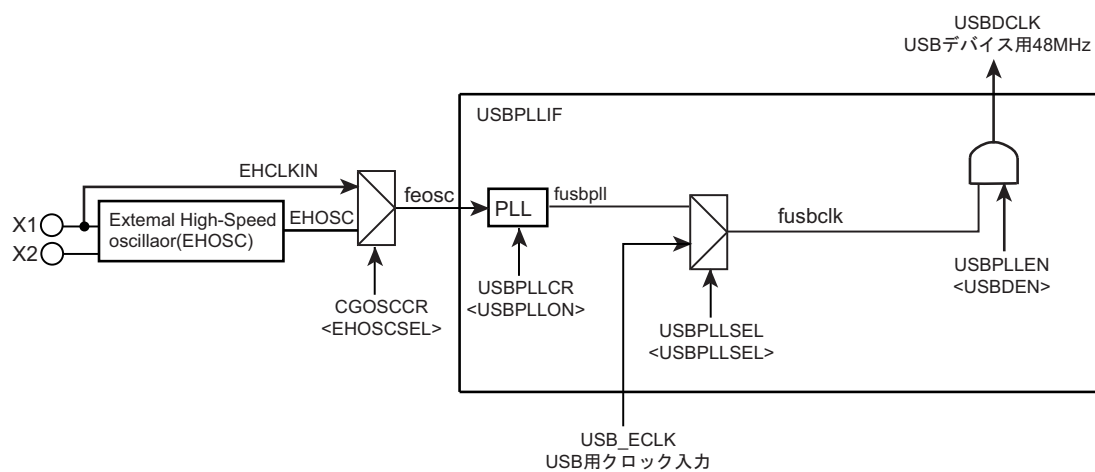 USBDCLK
USBデバイス用48MHz
USBPLLIF
EHCLKIN
feosc
PLL
fusbpll
X1
External High-Speed
oscillaor(EHOSC)
EHOSC
fusbclk
X2
USBPLLEN
<USBDEN>
USBPLLCR
<USBPLLON>
CGOSCCR
<EHOSCSEL>
USBPLLSEL
<USBPLLSEL>
USB_ECLK
USB用クロック入力